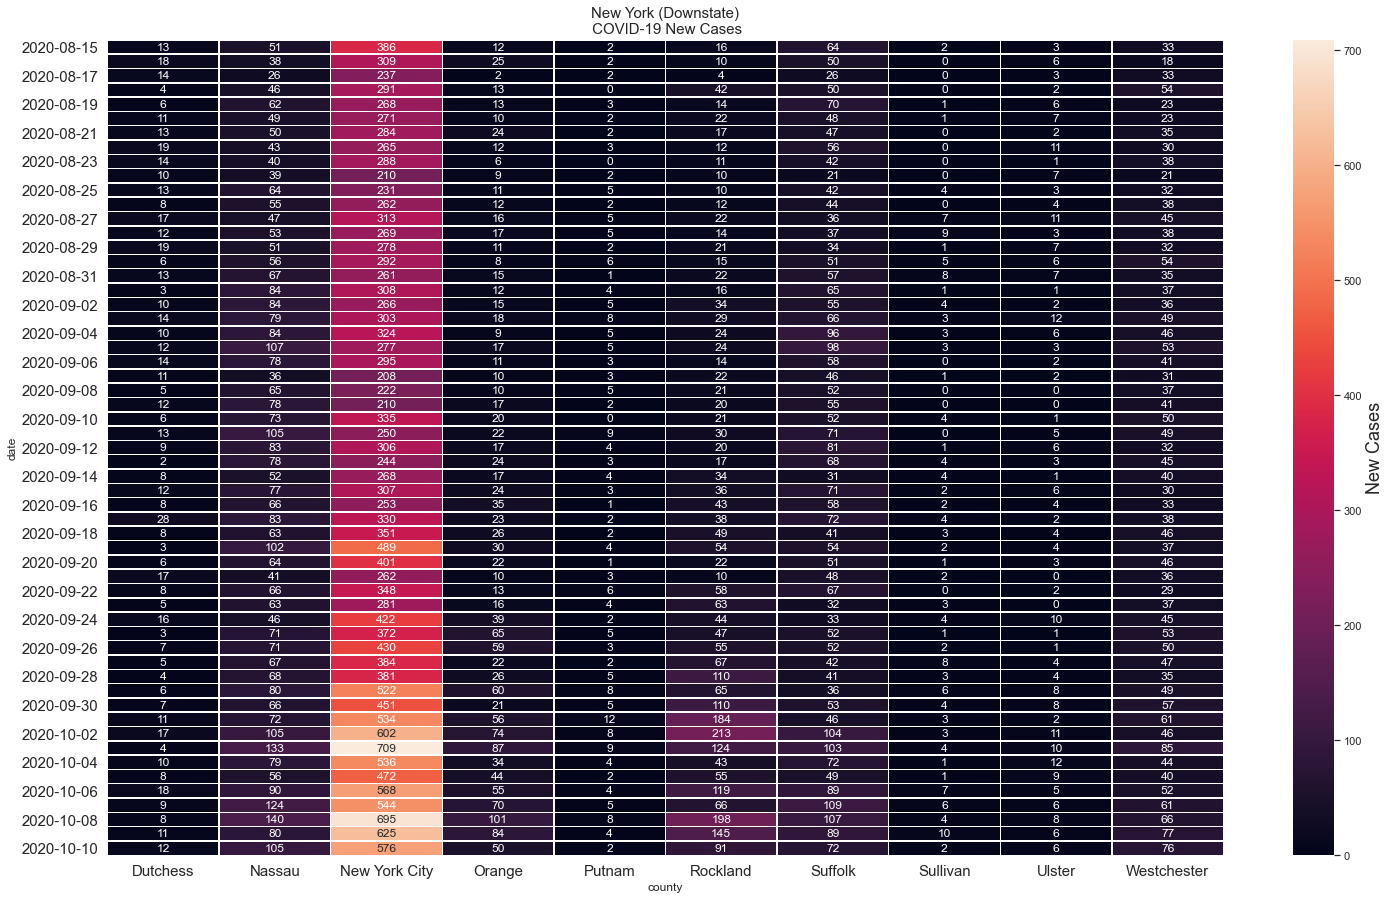 New York (Downstate)
COVID-19 New Cases
2020-08-15 13 51 386 12 2 16 64 2 3 33
18 38 309 25 2 10 50 0 6 18
2020-08-17 14 26 237 2 2 4 26 0 3 33
4 46 291 13 0 42 50 0 2 54
2020-08-19 6 62 268 13 3 14 70 1 6 23
11 49 271 10 2 22 48 1 7 23
2020-08-21 13 50 284 24 2 17 47 0 2 35
19 43 265 12 3 12 56 0 11 30
2020-08-23 14 40 288 6 0 11 42 0 1 38
10 39 210 9 2 10 21 0 7 21
2020-08-25 13 64 231 11 5 10 42 4 3 32
8 55 262 12 2 12 44 0 4 38
2020-08-27 17 47 313 16 5 22 36 7 11 45
12 53 269 17 5 14 37 9 3 38
2020-08-29 19 51 278 11 2 21 34 1 7 32
6 56 292 8 6 15 51 5 6 54
2020-08-31 13 67 261 15 1 22 57 8 7 35
3 84 308 12 4 16 65 1 1 37
2020-09-02 10 84 266 15 5 34 55 4 2 36
14 79 303 18 8 29 66 3 12 49
2020-09-04 10 84 324 9 5 24 96 3 6 46
12 107 277 17 5 24 98 3 3 53
2020-09-06 14 78 295 11 3 14 58 0 2 41
11 36 208 10 3 22 46 1 2 31
2020-09-08 5 65 222 10 5 21 52 0 0 37
12 78 210 17 2 20 55 0 0 41
2020-09-10 6 73 335 20 0 21 52 4 1 50
13 105 250 22 9 30 71 0 5 49
2020-09-12 9 83 306 17 4 20 81 1 6 32
2 78 244 24 3 17 68 4 3 45
2020-09-14 8 52 268 17 4 34 31 4 1 40
12 77 307 24 3 36 71 2 6 30
2020-09-16 8 66 253 35 1 43 58 2 4 33
28 83 330 23 2 38 72 4 2 38
2020-09-18 8 63 351 26 2 49 41 3 4 46
3 102 489 30 4 54 54 2 4 37
2020-09-20 6 64 401 22 1 22 51 1 3 46
17 41 262 10 3 10 48 2 0 36
2020-09-22 8 66 348 13 6 58 67 0 2 29
5 63 281 16 4 63 32 3 0 37
2020-09-24 16 46 422 39 2 44 33 4 10 45
3 71 372 65 5 47 52 1 1 53
2020-09-26 7 71 430 59 3 55 52 2 1 50
5 67 384 22 2 67 42 8 4 47
2020-09-28 4 68 381 26 5 110 41 3 4 35
6 80 522 60 8 65 36 6 8 49
2020-09-30 7 66 451 21 5 110 53 4 8 57
11 72 534 56 12 184 46 3 2 61
2020-10-02 17 105 602 74 8 213 104 3 11 46
4 133 709 87 9 124 103 4 10 85
2020-10-04 10 79 536 34 4 43 72 1 12 44
8 56 472 44 2 55 49 1 9 40
2020-10-06 18 90 568 55 4 119 89 7 5 52
9 124 544 70 5 66 109 6 6 61
2020-10-08 8 140 695 101 8 198 107 4 8 66
11 80 625 84 4 145 89 10 6 77
2020-10-10 12 105 576 50 2 91 72 2 6 76
Dutchess Nassau New York City Orange Putnam Rockland Suffolk Sullivan Ulster Westchester
county
date
700
600
500
400
300
200
100
0
New Cases